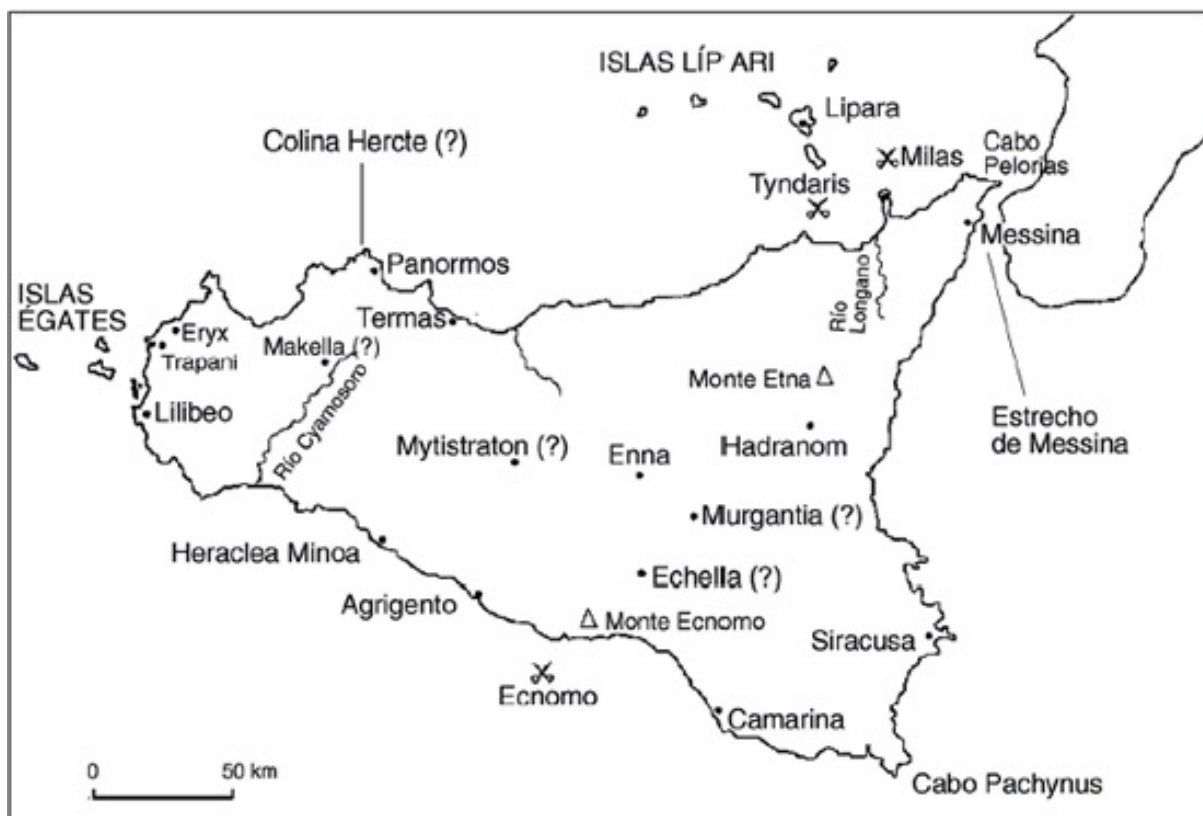 ISLAS LÍP ARI
Lipara
Colina Hercte (?)
Milas
Cabo
Pelorias
Tyndaris
Messina
Panormos
ISLAS
ÉGATES
Termas
Río
Longano
Eryx
Trapani
Makella (?)
Monte Etna
Lilibeo
Río Cyamosoro
Estrecho
de Messina
Hadranom
Mytistraton (?)
Enna
Murgantia (?)
Heraclea Minoa
Echella (?)
Agrigento
Monte Ecnomo
Siracusa
Ecnomo
Camarina
0 50 km
Cabo Pachynus